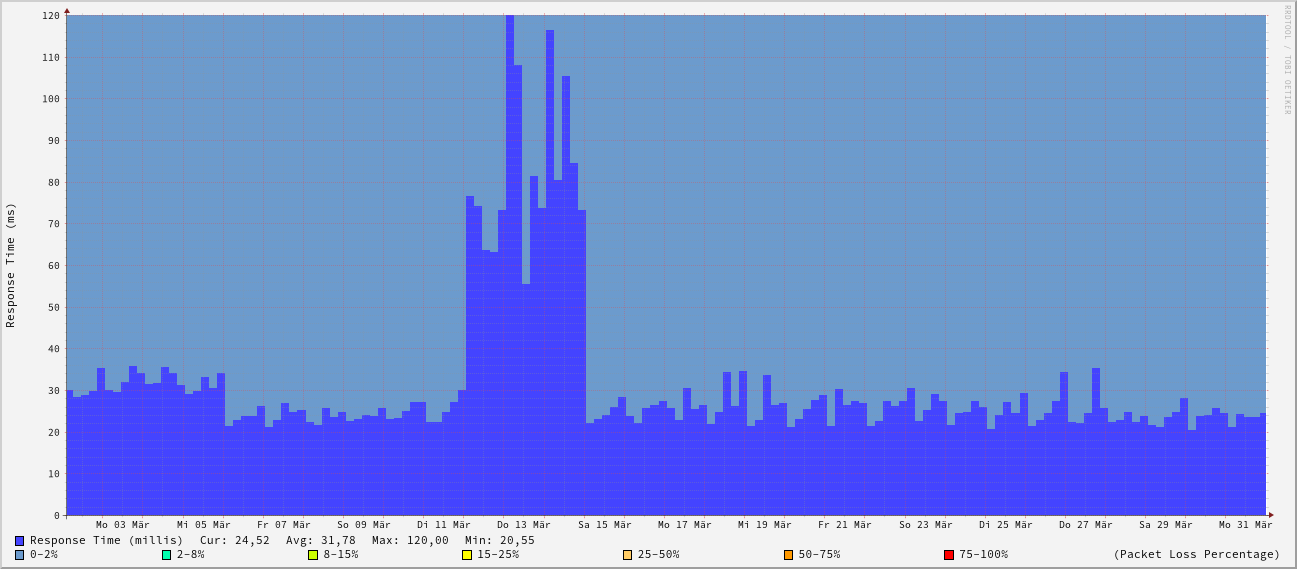 RRDTOOL / TOBI OETIKER
Response Time (ms)
120
110
100
90
80
70
60
50
40
30
20
10
0
Mo 03 Mär Mi 05 Mär Fr 07 Mär So 09 Mär Di 11 Mär Do 13 Mär Sa 15 Mär Mo 17 Mär Mi 19 Mär Fr 21 Mär So 23 Mär Di 25 Mär Do 27 Mär Sa 29 Mär Mo 31 Mär
Response Time (millis) Cur: 24,52 Avg: 31,78 Max: 120,00 Min: 20,55
0-2% 2-8% 8-15% 15-25% 25-50% 50-75% 75-100% (Packet Loss Percentage)